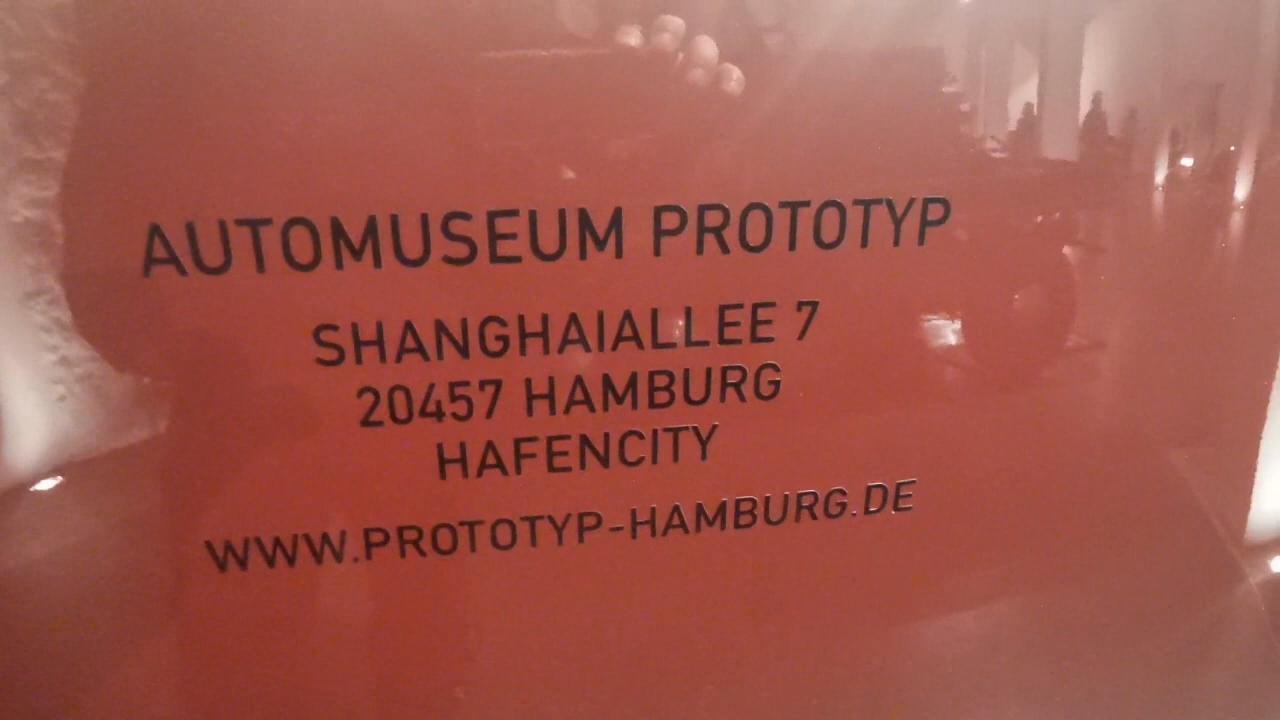 AUTOMUSEUM PROTOTYP
SHANGHAIALLEE 7
20457 HAMBURG
HAFENCITY
WWW.PROTOTYP-HAMBURG.DE